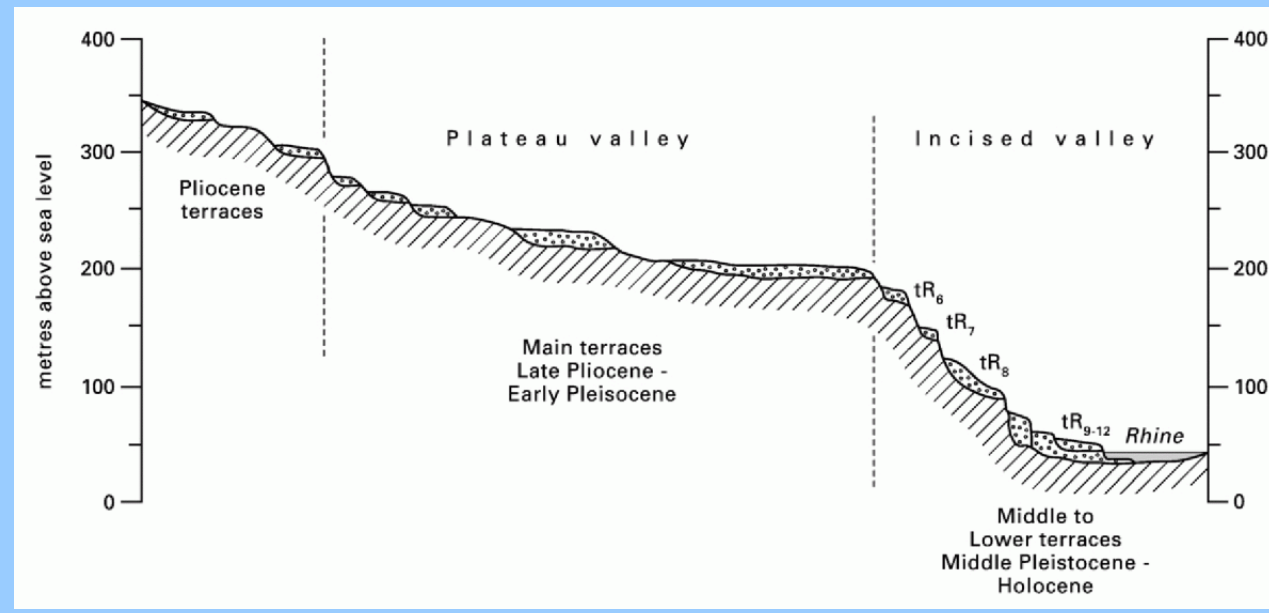 400
300
200
100
0
metres above sea level
Pliocene
terraces
Plateau valley
Main terraces
Late Pliocene -
Early Pleisocene
Incised valley
tR6
tR7
tR8
tR9-12
Rhine
Middle to
Lower terraces
Middle Pleistocene -
Holocene
400
300
200
100
0